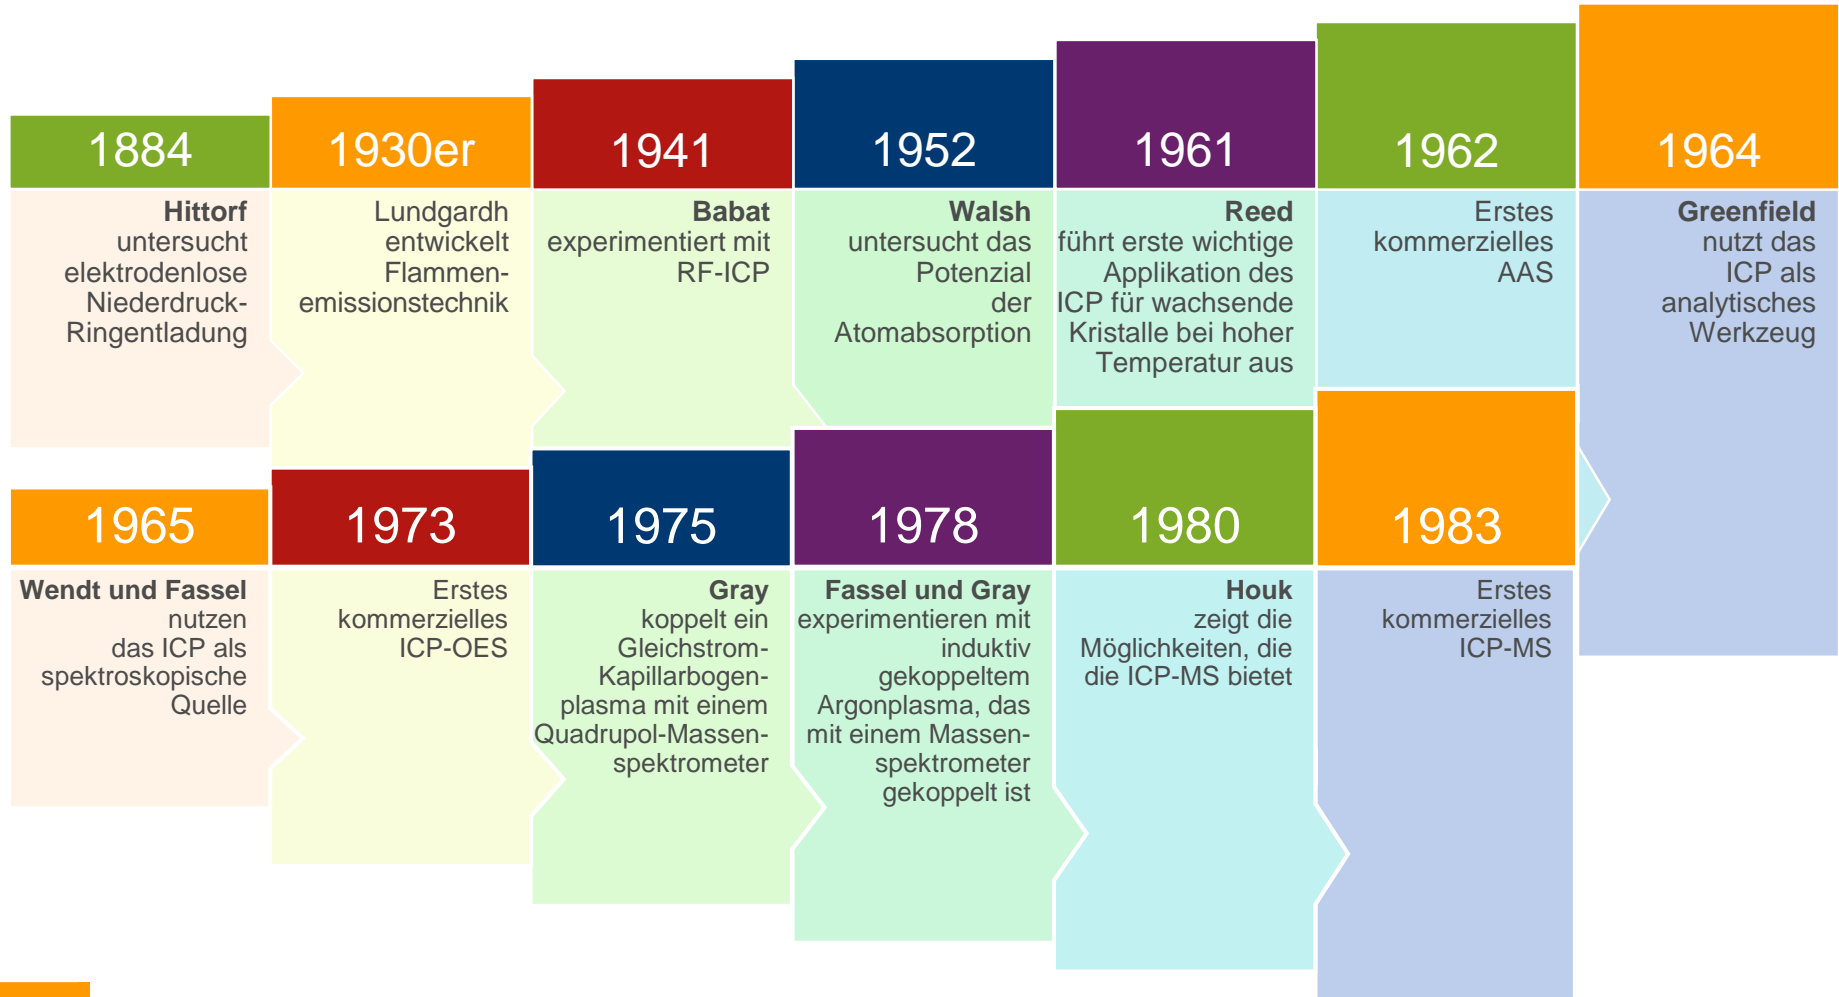 1884
Hittorf
untersucht
elektrodenlose
Niederdruck-
Ringentladung
1930er
Lundgardh
entwickelt
Flammen-
emissionstechnik
1941
Babat
experimentiert mit
RF-ICP
1952
Walsh
untersucht das
Potenzial
der
Atomabsorption
1961
Reed
führt erste wichtige
Applikation des
ICP für wachsende
Kristalle bei hoher
Temperatur aus
1962
Erstes
kommerzielles
AAS
1964
Greenfield
nutzt das
ICP als
analytisches
Werkzeug
1965
Wendt und Fassel
nutzen
das ICP als
spektroskopische
Quelle
1973
Erstes
kommerzielles
ICP-OES
1975
Gray
koppelt ein
Gleichstrom-
Kapillarbogen-
plasma mit einem
Quadrupol-Massen-
spektrometer
1978
Fassel und Gray
experimentieren mit
induktiv
gekoppeltem
Argonplasma, das
mit einem Massen-
spektrometer
gekoppelt ist
1980
Houk
zeigt die
Möglichkeiten, die
die ICP-MS bietet
1983
Erstes
kommerzielles
ICP-MS